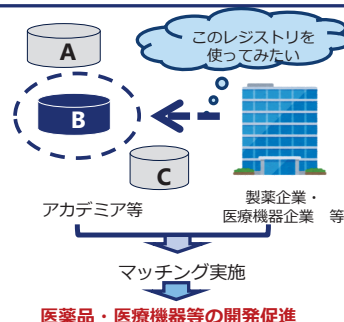 A
このレジストリを
使ってみたい
B
C
アカデミア等
製薬企業・
医療機器企業　等
マッチング実施
医薬品・医療機器等の開発促進